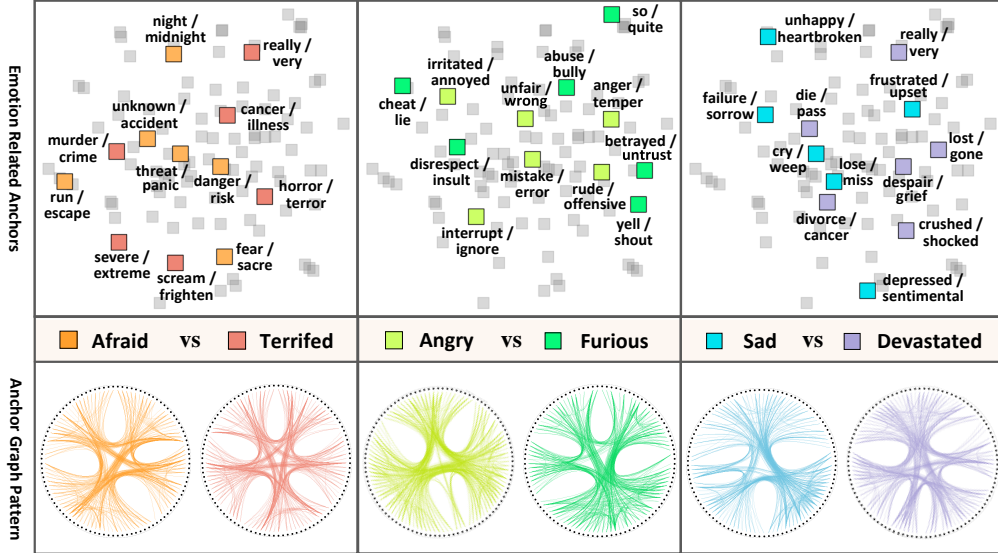 Emotion Related Anchors
night /
midnight
really /
very
unknown /
accident
cancer /
illness
murder /
crime
threat /
panic
danger /
risk
run /
escape
horror /
terror
severe /
extreme
fear /
sacre
scream /
frighten
so /
quite
irritated /
annoyed
abuse /
bully
cheat /
lie
unfair /
wrong
anger /
temper
disrespect /
insult
betrayed /
untrust
mistake /
error
rude /
offensive
interrupt /
ignore
yell /
shout
unhappy /
heartbroken
really /
very
frustrated /
upset
failure /
sorrow
die /
pass
cry /
weep
lose /
miss
lost /
gone
despair /
grief
divorce /
cancer
crushed /
shocked
depressed /
sentimental
Afraid vs Terrifed
Angry vs Furious
Sad vs Devastated
Anchor Graph Pattern